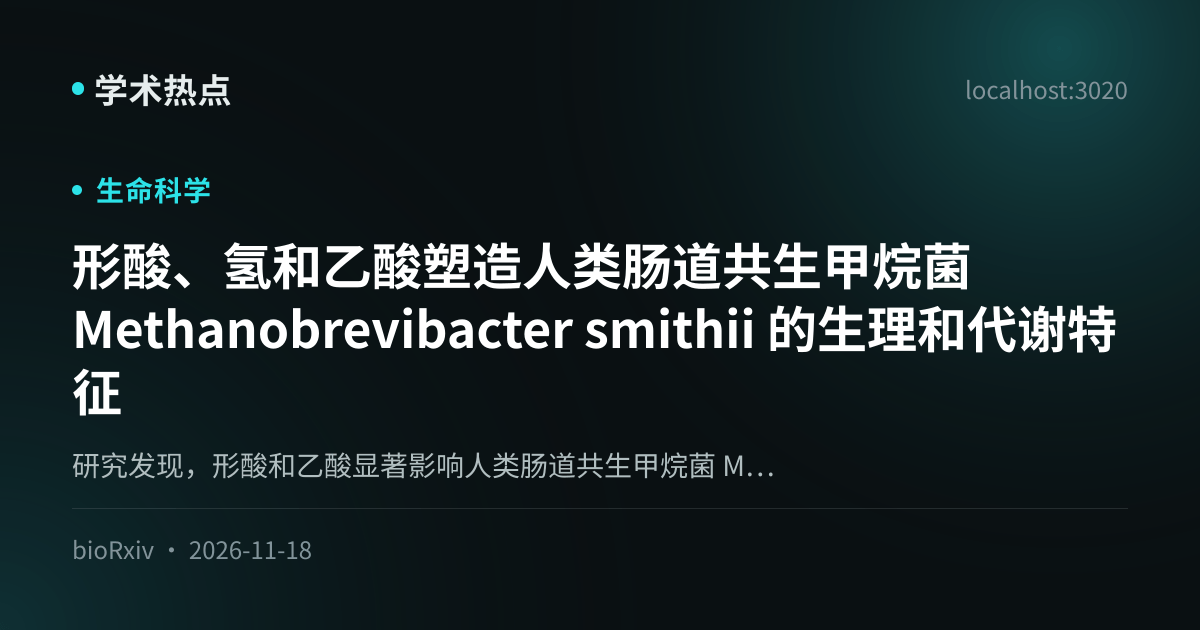 学术热点
localhost:3020
生命科学
形酸、氢和乙酸塑造人类肠道共生甲烷菌
Methanobrevibacter smithii 的生理和代谢特
征
研究发现，形酸和乙酸显著影响人类肠道共生甲烷菌 M…
bioRxiv • 2026-11-18